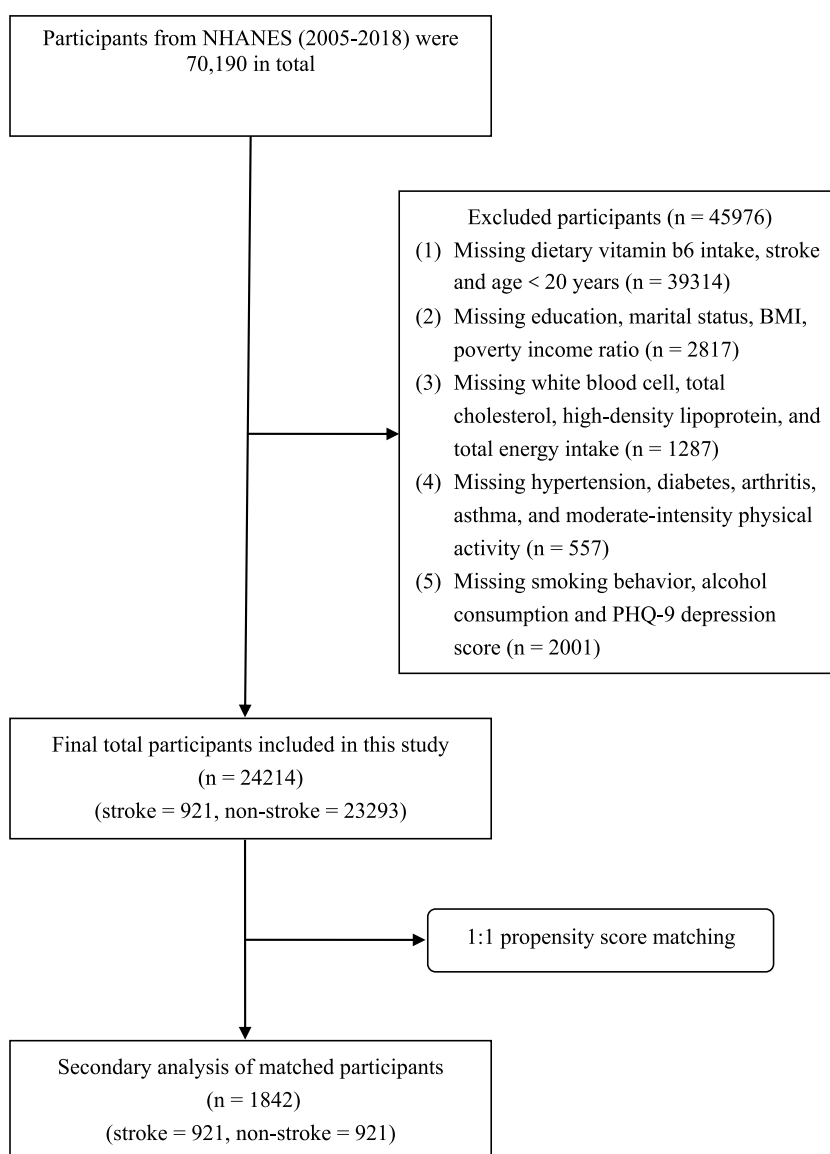 Participants from NHANES (2005-2018) were
70,190 in total
Excluded participants (n = 45976)
(1) Missing dietary vitamin b6 intake, stroke
and age < 20 years (n = 39314)
(2) Missing education, marital status, BMI,
poverty income ratio (n = 2817)
(3) Missing white blood cell, total
cholesterol, high-density lipoprotein, and
total energy intake (n = 1287)
(4) Missing hypertension, diabetes, arthritis,
asthma, and moderate-intensity physical
activity (n = 557)
(5) Missing smoking behavior, alcohol
consumption and PHQ-9 depression
score (n = 2001)
Final total participants included in this study
(n = 24214)
(stroke = 921, non-stroke = 23293)
1:1 propensity score matching
Secondary analysis of matched participants
(n = 1842)
(stroke = 921, non-stroke = 921)